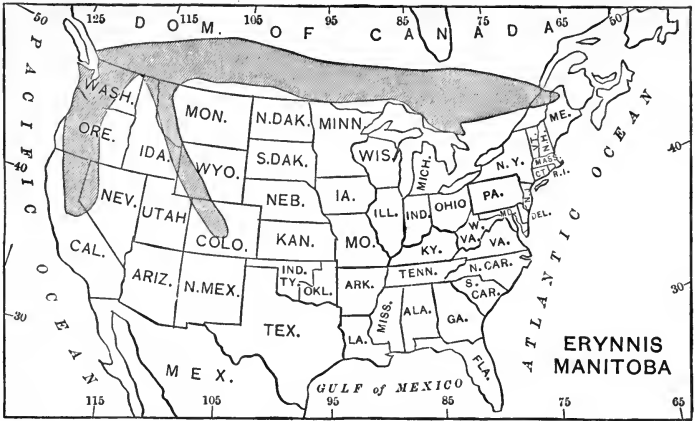 125 115 105 95 85 75 65
50 50
DOM. OF CANADA
PACIFIC OCEAN
WASH.
MON.
N.DAK.
MINN
ME.
ORE.
IDA.
S.DAK.
WIS.
MICH.
VT.
N.H.
WYO.
N.Y.
MASS.
CT.
R.I.
40 40
NEV.
UTAH
NEB.
IA.
ILL.
IND.
OHIO
PA.
N.J.
MD.
DEL.
COLO.
KAN.
MO.
W.
VA.
VA.
KY.
CAL.
ARIZ.
N.MEX.
IND.
TY.
OKL.
ARK.
TENN.
N.CAR.
S.
CAR.
30 30
TEX.
LA.
MISS.
ALA.
GA.
FLA.
ATLANTIC OCEAN
ERYNNIS
MANITOBA
MEX.
GULF of MEXICO
115 105 95 85 75 65